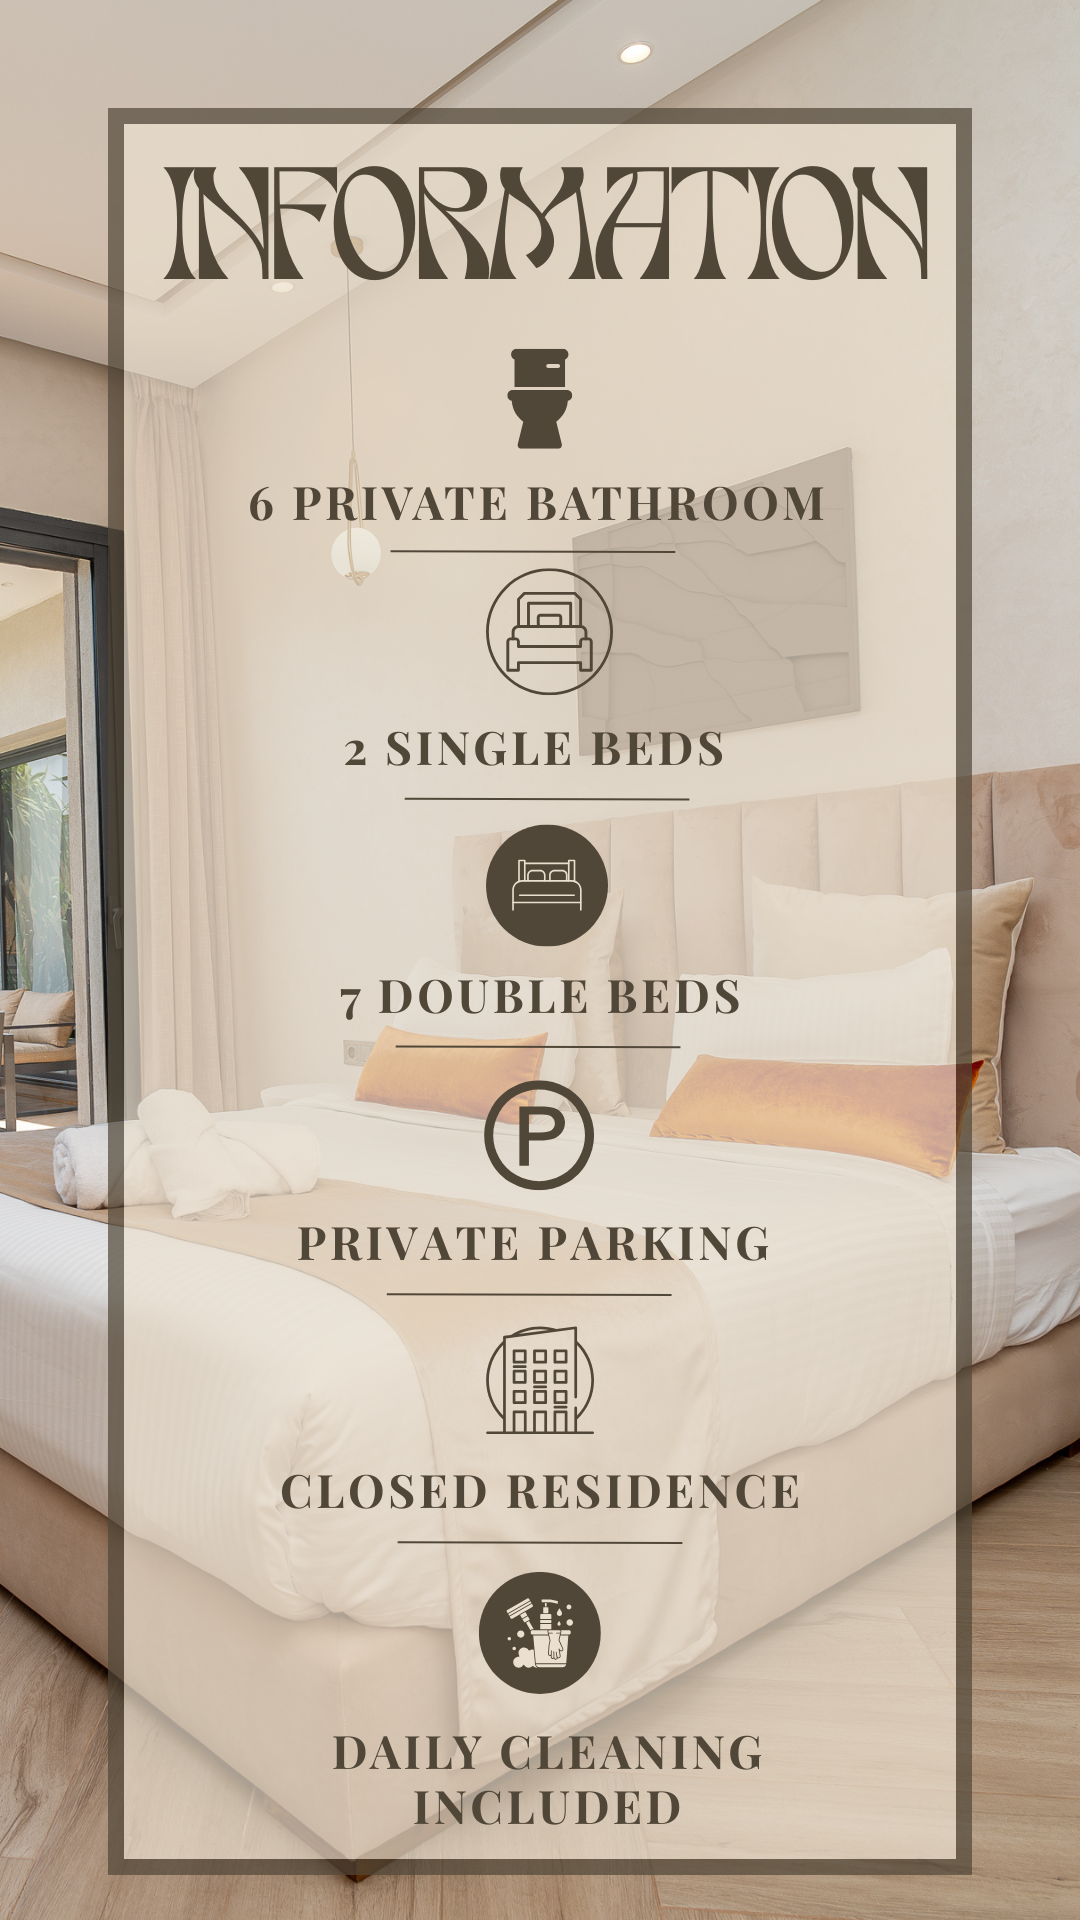 INFORMATION
6 PRIVATE BATHROOM
2 SINGLE BEDS
7 DOUBLE BEDS
P
PRIVATE PARKING
CLOSED RESIDENCE
DAILY CLEANING
INCLUDED